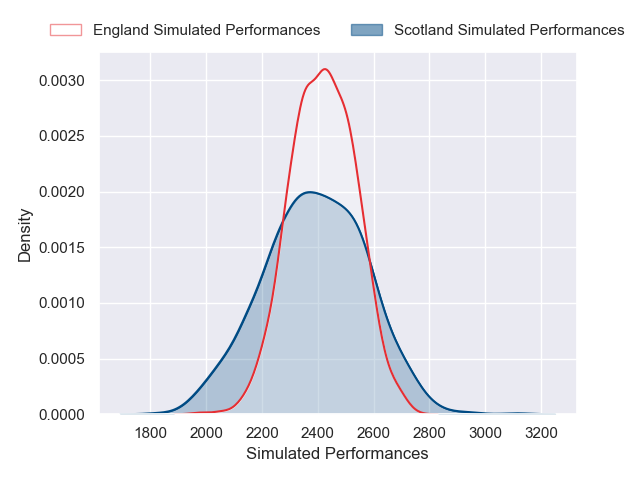 England Simulated Performances
Scotland Simulated Performances
0.0030
0.0025
0.0020
0.0015
0.0010
0.0005
0.0000
Density
1800 2000 2200 2400 2600 2800 3000 3200
Simulated Performances